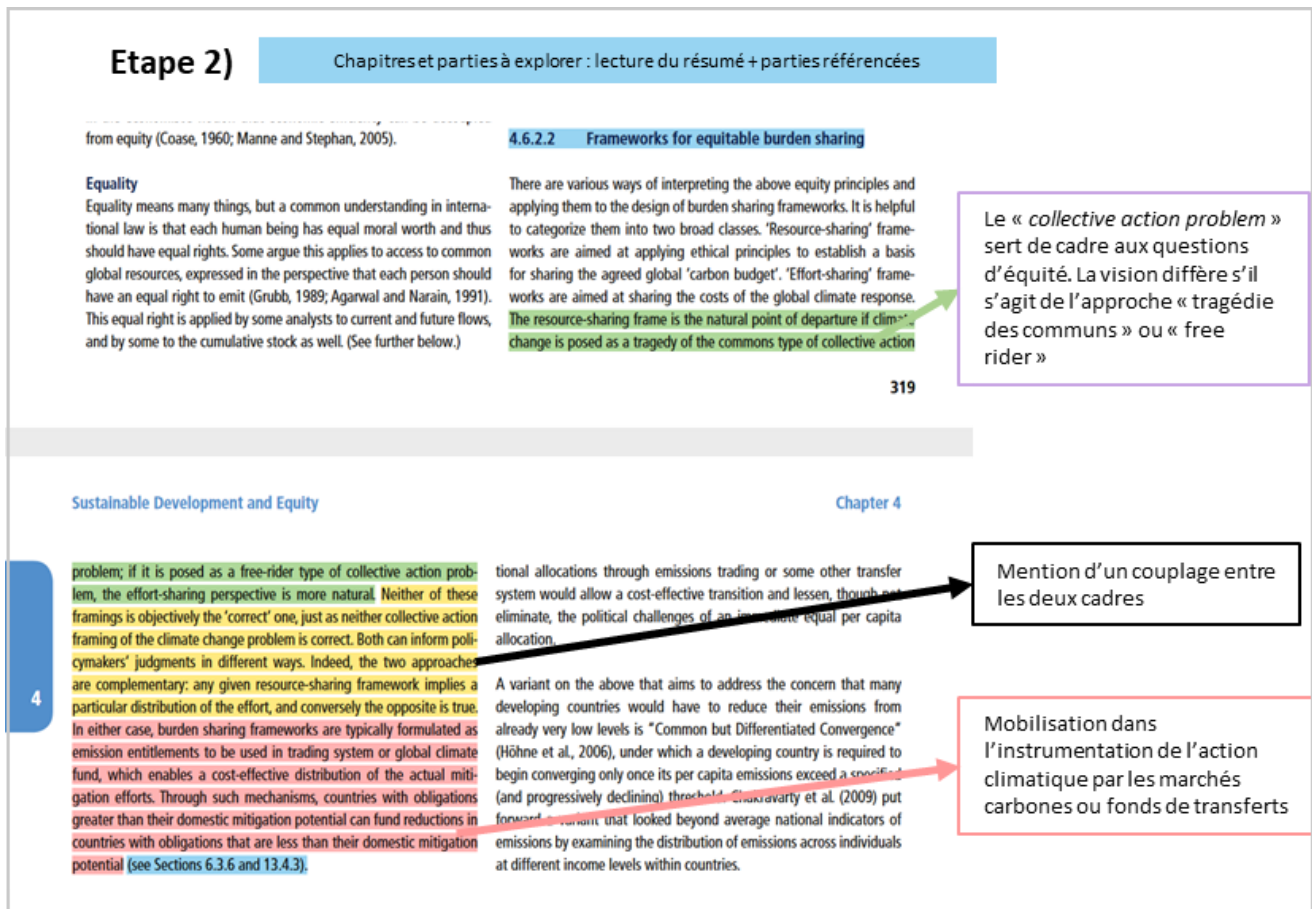 Etape 2)
Chapitres et parties à explorer : lecture du résumé + parties référencées
from equity (Coase, 1960; Manne and Stephan, 2005).
Equality
Equality means many things, but a common understanding in interna-
tional law is that each human being has equal moral worth and thus
should have equal rights. Some argue this applies to access to common
global resources, expressed in the perspective that each person should
have an equal right to emit (Grubb, 1989; Agarwal and Narain, 1991).
This equal right is applied by some analysts to current and future flows,
and by some to the cumulative stock as well. (See further below.)
4.6.2.2 Frameworks for equitable burden sharing
There are various ways of interpreting the above equity principles and
applying them to the design of burden sharing frameworks. It is helpful
to categorize them into two broad classes. 'Resource-sharing' frame-
works are aimed at applying ethical principles to establish a basis
for sharing the agreed global 'carbon budget'. 'Effort-sharing' frame-
works are aimed at sharing the costs of the global climate response.
The resource-sharing frame is the natural point of departure if climate
change is posed as a tragedy of the commons type of collective action
319
Le « collective action problem »
sert de cadre aux questions
d'équité. La vision diffère s'il
s'agit de l'approche « tragédie
des communs » ou « free
rider »
Sustainable Development and Equity
Chapter 4
4
problem; if it is posed as a free-rider type of collective action prob-
lem, the effort-sharing perspective is more natural. Neither of these
framings is objectively the 'correct' one, just as neither collective action
framing of the climate change problem is correct. Both can inform poli-
cymakers' judgments in different ways. Indeed, the two approaches
are complementary: any given resource-sharing framework implies a
particular distribution of the effort, and conversely the opposite is true.
In either case, burden sharing frameworks are typically formulated as
emission entitlements to be used in trading system or global climate
fund, which enables a cost-effective distribution of the actual miti-
gation efforts. Through such mechanisms, countries with obligations
greater than their domestic mitigation potential can fund reductions in
countries with obligations that are less than their domestic mitigation
potential (see Sections 6.3.6 and 13.4.3).
tional allocations through emissions trading or some other transfer
system would allow a cost-effective transition and lessen, though not
eliminate, the political challenges of an immediate equal per capita
allocation.
A variant on the above that aims to address the concern that many
developing countries would have to reduce their emissions from
already very low levels is "Common but Differentiated Convergence"
(Höhne et al., 2006), under which a developing country is required to
begin converging only once its per capita emissions exceed a specified
(and progressively declining) threshold. Chakravarty et al. (2009) put
forward a variant that looked beyond average national indicators of
emissions by examining the distribution of emissions across individuals
at different income levels within countries.
Mention d'un couplage entre
les deux cadres
Mobilisation dans
l'instrumentation de l'action
climatique par les marchés
carbones ou fonds de transferts